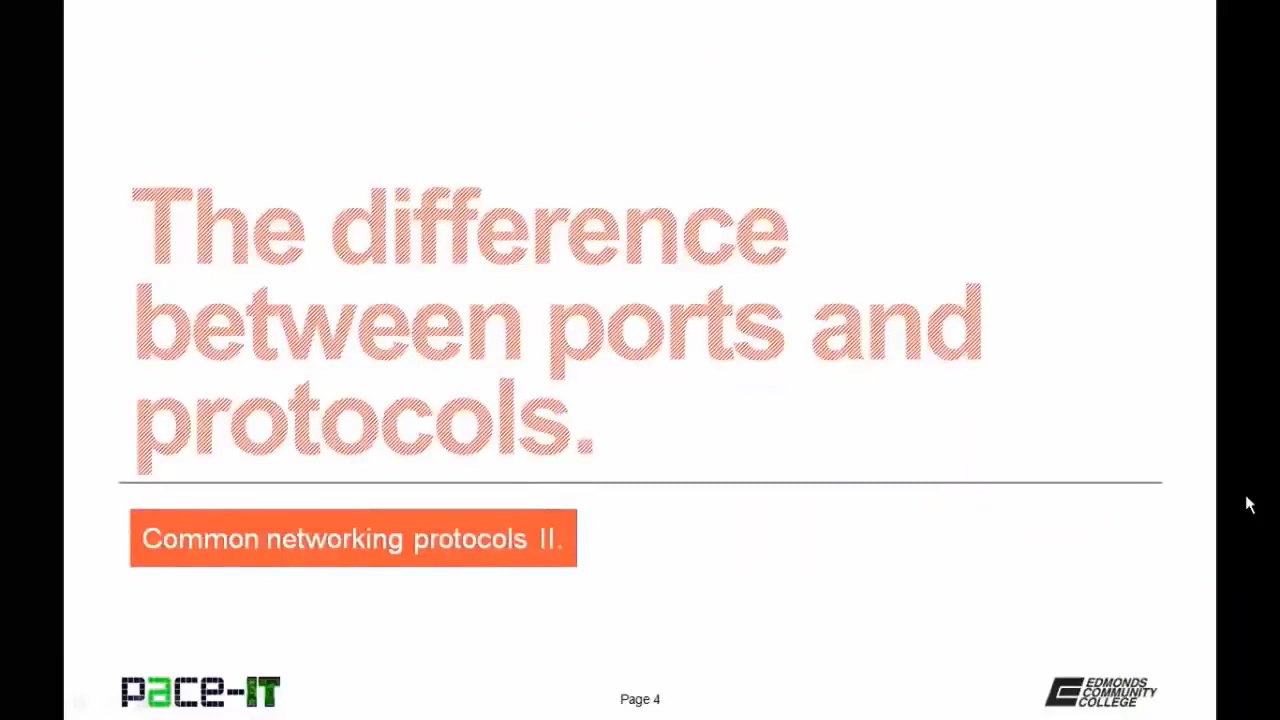 The difference
between ports and
protocols.
Common networking protocols II.
pace-IT
Page 4
EDMONDS
COMMUNITY
COLLEGE